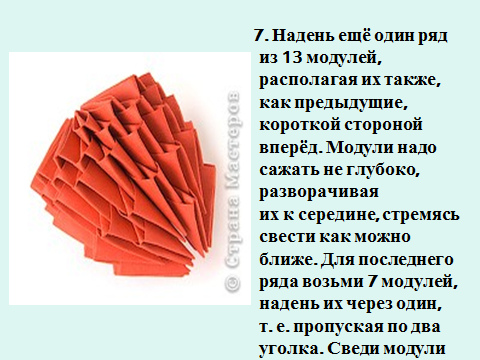 7. Надень ещё один ряд
из 13 модулей,
располагая их также,
как предыдущие,
короткой стороной
вперёд. Модули надо
сажать не глубоко,
разворачивая
их к середине, стремясь
свести как можно
ближе. Для последнего
ряда возьми 7 модулей,
надень их через один,
т. е. пропуская по два
уголка. Сведи модули
© Страна Мастеров